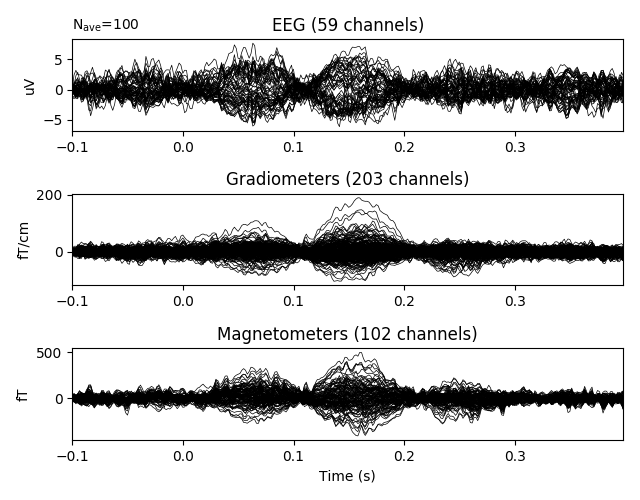 N_ave=100
EEG (59 channels)
uV
5
0
−5
−0.1 0.0 0.1 0.2 0.3
Gradiometers (203 channels)
fT/cm
200
0
−0.1 0.0 0.1 0.2 0.3
Magnetometers (102 channels)
fT
500
0
−0.1 0.0 0.1 0.2 0.3
Time (s)